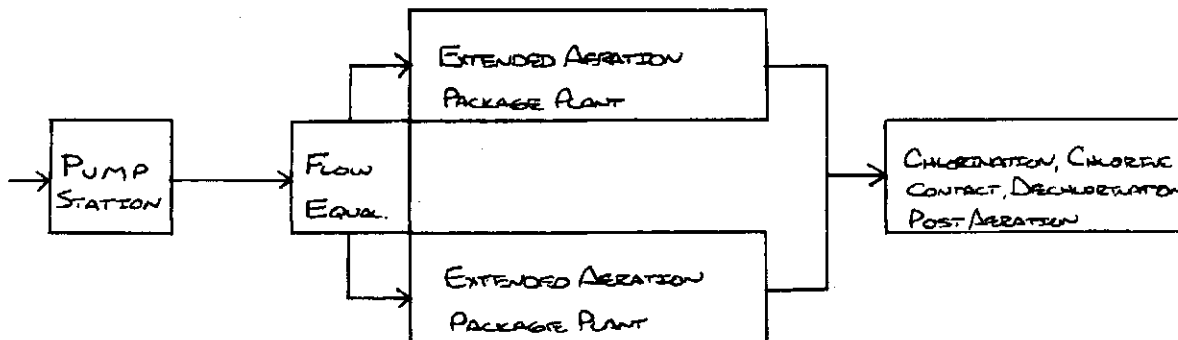 EXTENDED AERATION
PACKAGE PLANT
PUMP
STATION
FLOW
EQUAL.
CHLORINATION, CHLORINE
CONTACT, DECHLORINATION
POST AERATION
EXTENDED AERATION
PACKAGE PLANT